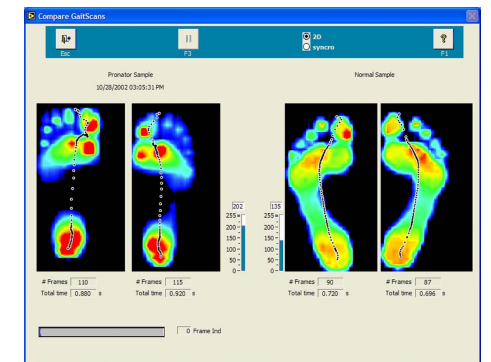 Compare GaitScans
2D
syncro
Esc
F3
F1
Pronator Sample
Normal Sample
10/28/2002 03:05:31 PM
202
135
255
255
200
200
150
150
100
100
50
50
0
0
# Frames 110
# Frames 115
# Frames 90
# Frames 87
Total time 0.880 s
Total time 0.920 s
Total time 0.720 s
Total time 0.696 s
0 Frame Ind